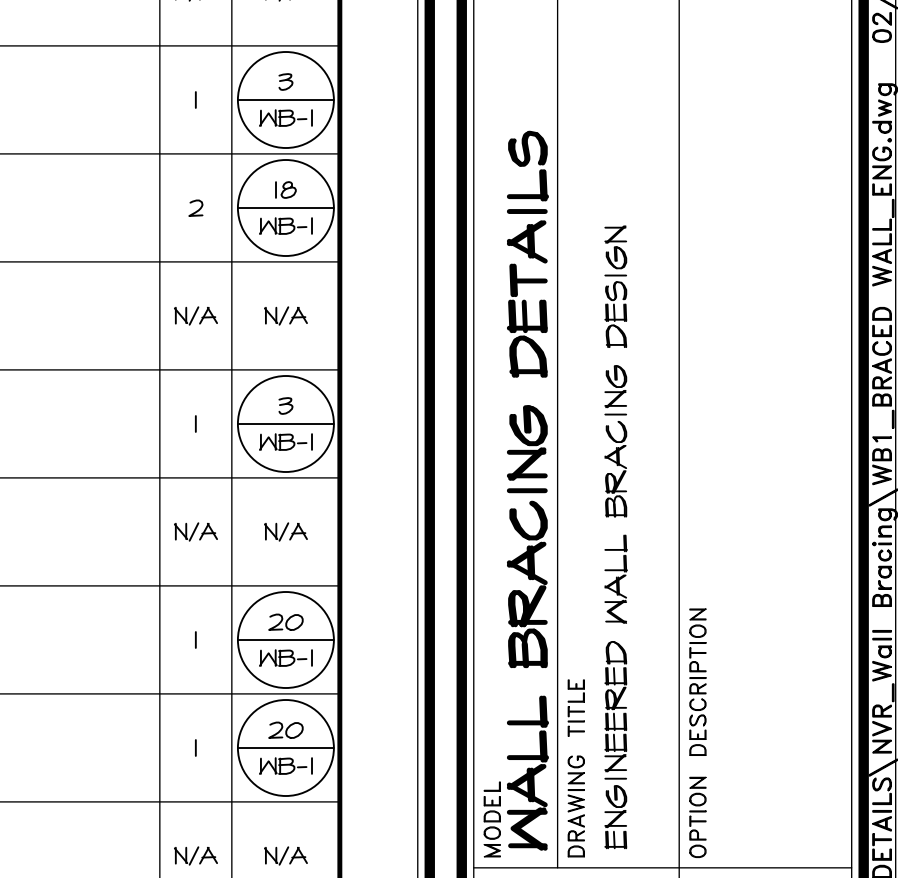 1 3
WB-1
2 18
WB-1
N/A N/A
1 3
WB-1
N/A N/A
1 20
WB-1
1 20
WB-1
N/A N/A
MODEL
WALL BRACING DETAILS
DRAWING TITLE
ENGINEERED WALL BRACING DESIGN
OPTION DESCRIPTION
DETAILS\NVR_Wall Bracing\WB1_BRACED WALL_ENG.dwg 02/